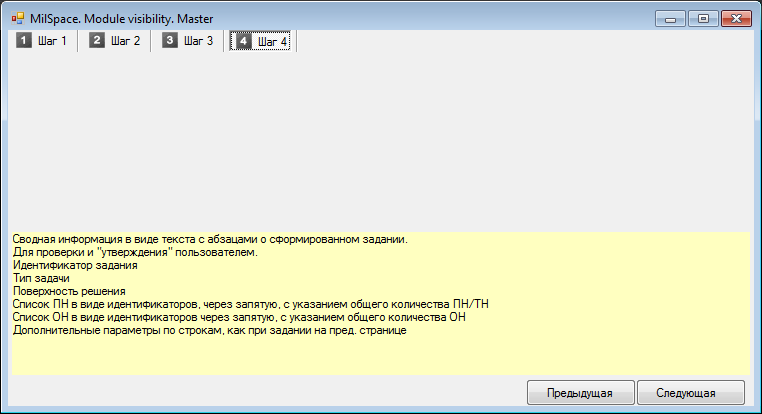 MilSpace. Module visibility. Master
1 Шаг 1 2 Шаг 2 3 Шаг 3 4 Шаг 4
Сводная информация в виде текста с абзацами о сформированном задании.
Для проверки и "утверждения" пользователем.
Идентификатор задания
Тип задачи
Поверхность решения
Список ПН в виде идентификаторов, через запятую, с указанием общего количества ПН/ТН
Список ОН в виде идентификаторов через запятую, с указанием общего количества ОН
Дополнительные параметры по строкам, как при задании на пред. странице
Предыдущая Следующая